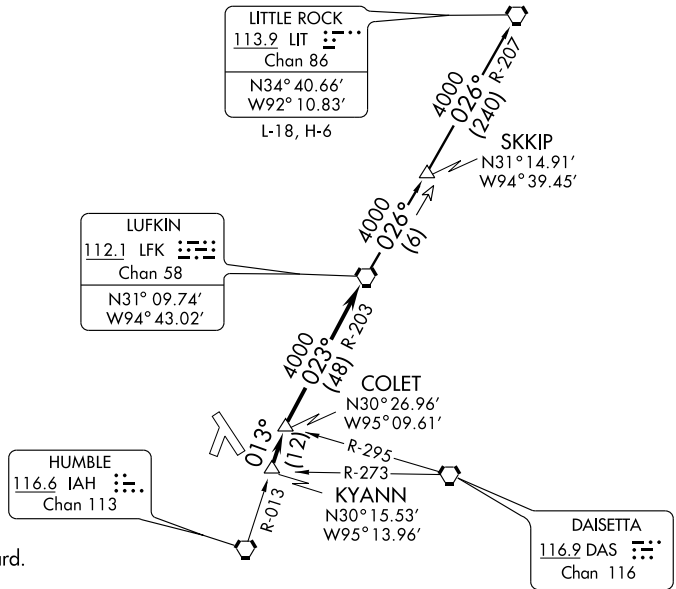 LITTLE ROCK
113.9 LIT
Chan 86
N34° 40.66'
W92° 10.83'
L-18, H-6
R-207
4000
026°
(240)
SKKIP
N31° 14.91'
W94° 39.45'
4000
026°
(6)
LUFKIN
112.1 LFK
Chan 58
N31° 09.74'
W94° 43.02'
4000
023°
(48)
R-203
COLET
N30° 26.96'
W95° 09.61'
013°
(12)
R-295
R-273
KYANN
N30° 15.53'
W95° 13.96'
R-013
HUMBLE
116.6 IAH
Chan 113
DAISETTA
116.9 DAS
Chan 116
ard.